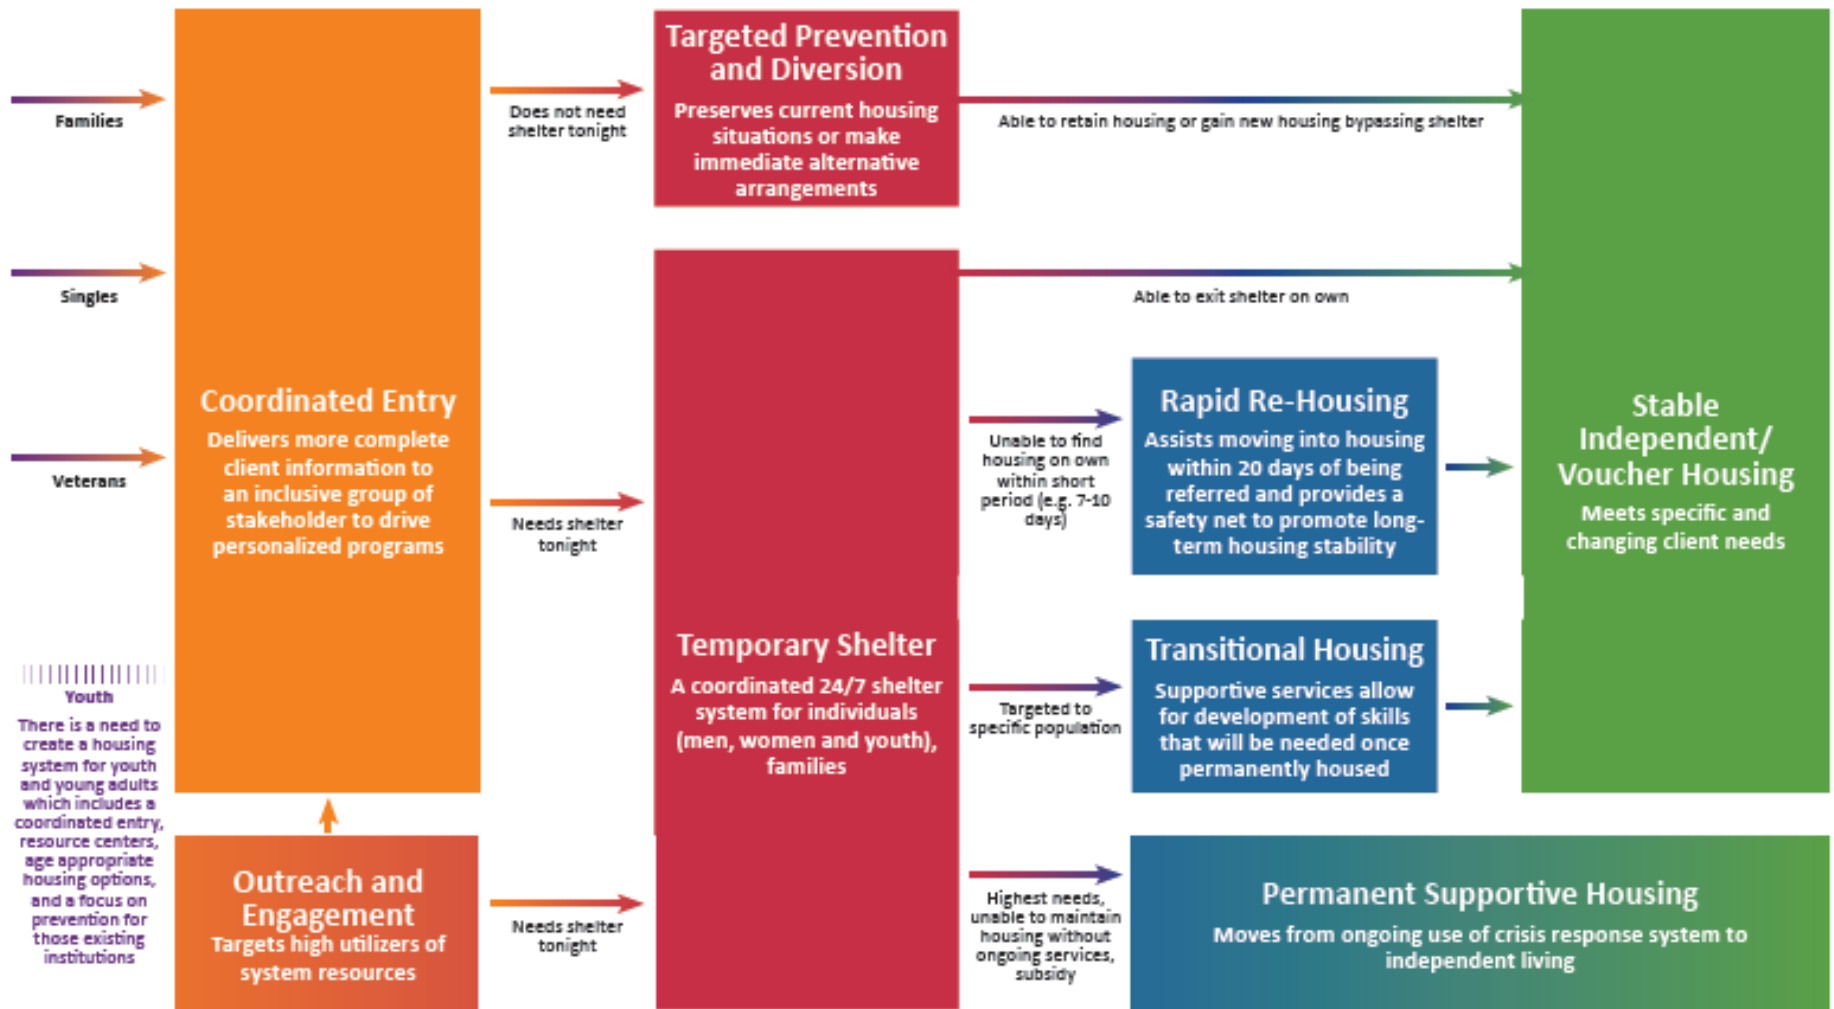 Families
Singles
Veterans
Youth
There is a need to
create a housing
system for youth
and young adults
which includes a
coordinated entry,
resource centers,
age appropriate
housing options,
and a focus on
prevention for
those existing
institutions
Coordinated Entry
Delivers more complete
client information to
an inclusive group of
stakeholder to drive
personalized programs
Outreach and
Engagement
Targets high utilizers of
system resources
Does not need
shelter tonight
Needs shelter
tonight
Needs shelter
tonight
Targeted Prevention
and Diversion
Preserves current housing
situations or make
immediate alternative
arrangements
Temporary Shelter
A coordinated 24/7 shelter
system for individuals
(men, women and youth),
families
Able to retain housing or gain new housing bypassing shelter
Able to exit shelter on own
Unable to find
housing on own
within short
period (e.g. 7-10
days)
Targeted to
specific population
Highest needs,
unable to maintain
housing without
ongoing services,
subsidy
Rapid Re-Housing
Assists moving into housing
within 20 days of being
referred and provides a
safety net to promote long-
term housing stability
Transitional Housing
Supportive services allow
for development of skills
that will be needed once
permanently housed
Permanent Supportive Housing
Moves from ongoing use of crisis response system to
independent living
Stable
Independent/
Voucher Housing
Meets specific and
changing client needs